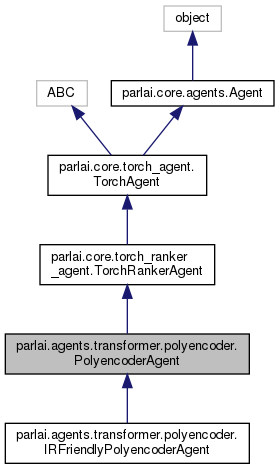 object
ABC
parlai.core.agents.Agent
parlai.core.torch_agent.
TorchAgent
parlai.core.torch_ranker
_agent.TorchRankerAgent
parlai.agents.transformer.polyencoder.
PolyencoderAgent
parlai.agents.transformer.polyencoder.
IRFriendlyPolyencoderAgent